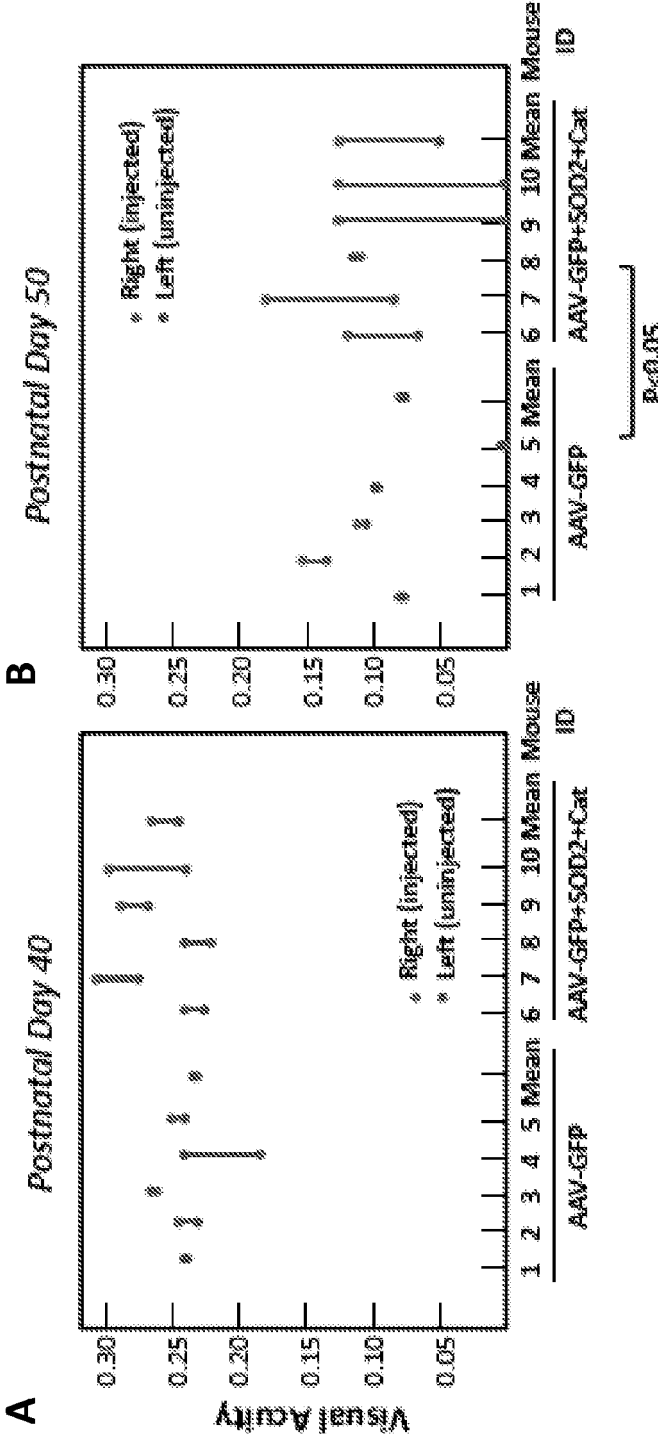 A
Postnatal Day 40
Visual Acuity
0.30
0.25
0.20
0.15
0.10
0.05
Right (injected)
Left (uninjected)
1 2 3 4 5 Mean 6 7 8 9 10 Mean Mouse ID
AAV-GFP AAV-GFP+SOD2+Cat
B
Postnatal Day 50
0.30
0.25
0.20
0.15
0.10
0.05
Right (injected)
Left (uninjected)
1 2 3 4 5 Mean 6 7 8 9 10 Mean Mouse ID
AAV-GFP AAV-GFP+SOD2+Cat
P<0.05